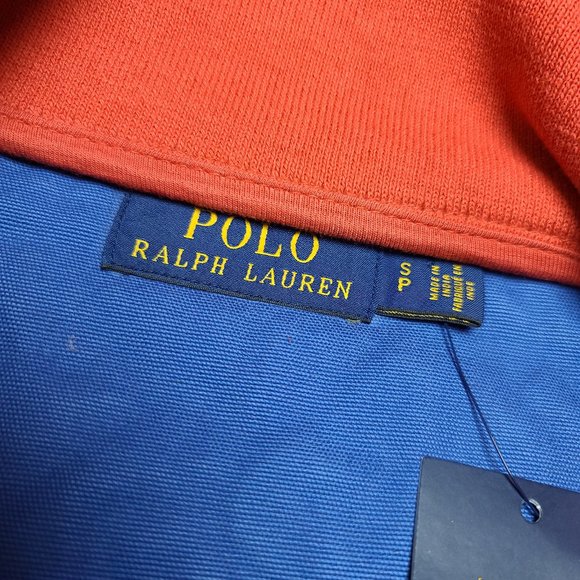 POLO
RALPH LAUREN
S
P
MADE IN
INDIA
FABRIQUÉ EN
INDE